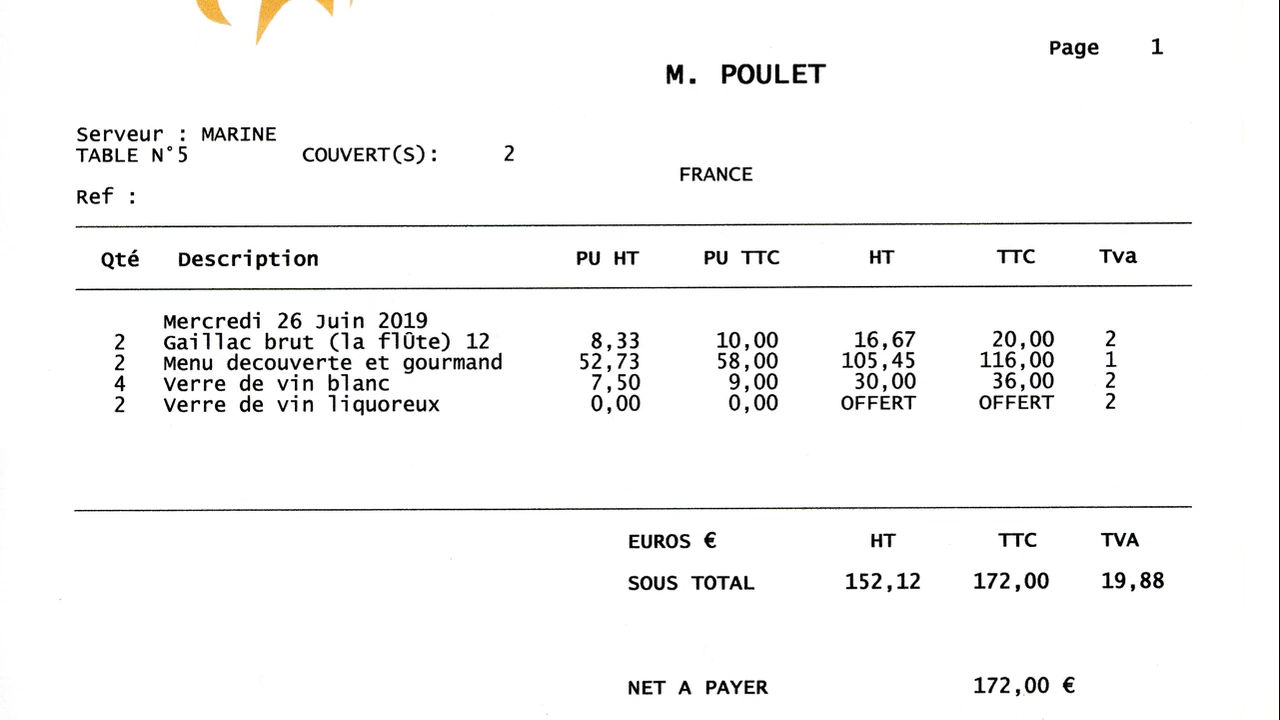 Page 1
M. POULET
Serveur : MARINE
TABLE N°5 COUVERT(S): 2
FRANCE
Ref :
Qté Description PU HT PU TTC HT TTC Tva
Mercredi 26 Juin 2019
2 Gaillac brut (la flÛte) 12 8,33 10,00 16,67 20,00 2
2 Menu decouverte et gourmand 52,73 58,00 105,45 116,00 1
4 Verre de vin blanc 7,50 9,00 30,00 36,00 2
2 Verre de vin liquoreux 0,00 0,00 OFFERT OFFERT 2
EUROS € HT TTC TVA
SOUS TOTAL 152,12 172,00 19,88
NET A PAYER 172,00 €